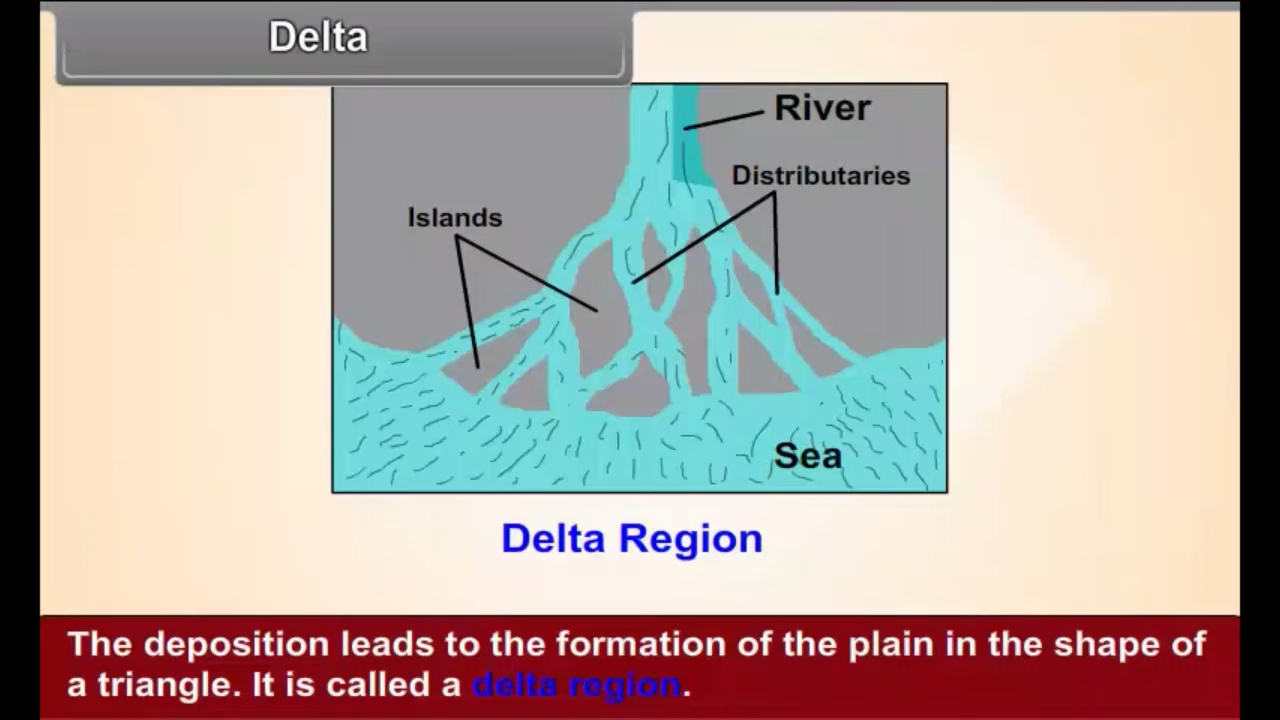 Delta
River
Distributaries
Islands
Sea
Delta Region
The deposition leads to the formation of the plain in the shape of
a triangle. It is called a delta region.